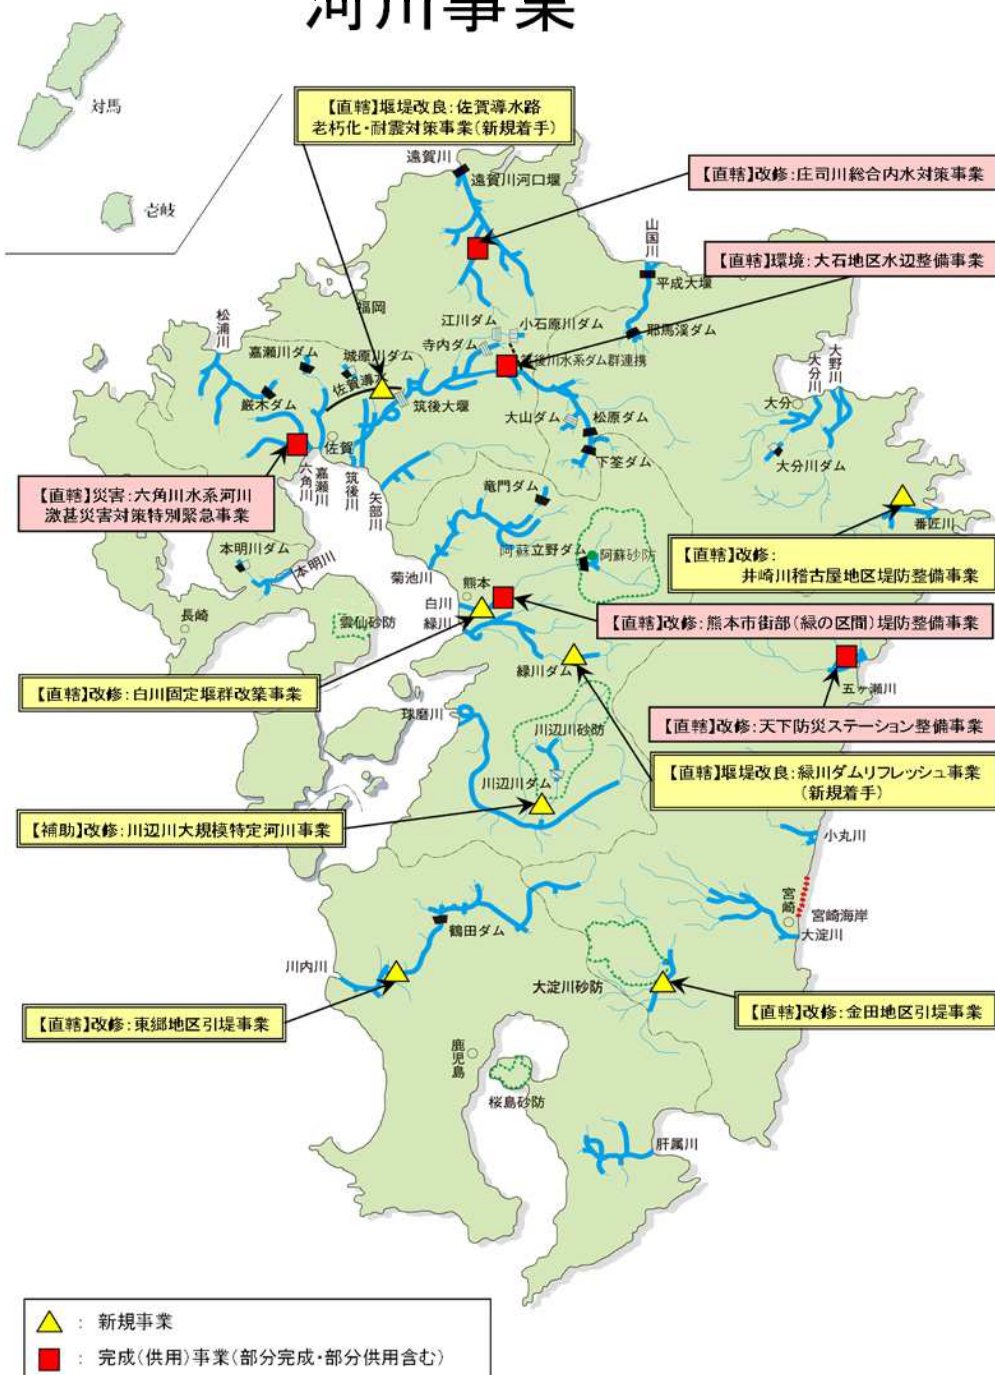 河川事業
対馬
壱岐
【直轄】堰堤改良：佐賀導水路
老朽化・耐震対策事業(新規着手)
遠賀川
遠賀川河口堰
【直轄】改修：庄司川総合内水対策事業
山国川
【直轄】環境：大石地区水辺整備事業
平成大堰
福岡
松浦川
江川ダム
小石原川ダム
耶馬渓ダム
嘉瀬川ダム
城原川ダム
寺内ダム
筑後川水系ダム群連携
大野川
大分川
佐賀導水
厳木ダム
筑後大堰
大山ダム
松原ダム
大分
佐賀
下筌ダム
大分川ダム
六角川
嘉瀬川
筑後川
矢部川
竜門ダム
【直轄】災害：六角川水系河川
激甚災害対策特別緊急事業
番匠川
本明川ダム
本明川
阿蘇立野ダム
阿蘇砂防
【直轄】改修：
井崎川稽古屋地区堤防整備事業
菊池川
熊本
白川
緑川
長崎
雲仙砂防
【直轄】改修：熊本市街部(緑の区間)堤防整備事業
緑川ダム
【直轄】改修：白川固定堰群改築事業
五ヶ瀬川
球磨川
川辺川砂防
【直轄】改修：天下防災ステーション整備事業
川辺川ダム
【直轄】堰堤改良：緑川ダムリフレッシュ事業
(新規着手)
【補助】改修：川辺川大規模特定河川事業
小丸川
宮崎
宮崎海岸
鶴田ダム
大淀川
川内川
大淀川砂防
【直轄】改修：東郷地区引堤事業
【直轄】改修：金田地区引堤事業
鹿児島
桜島砂防
肝属川
：新規事業
：完成(供用)事業(部分完成・部分供用含む)